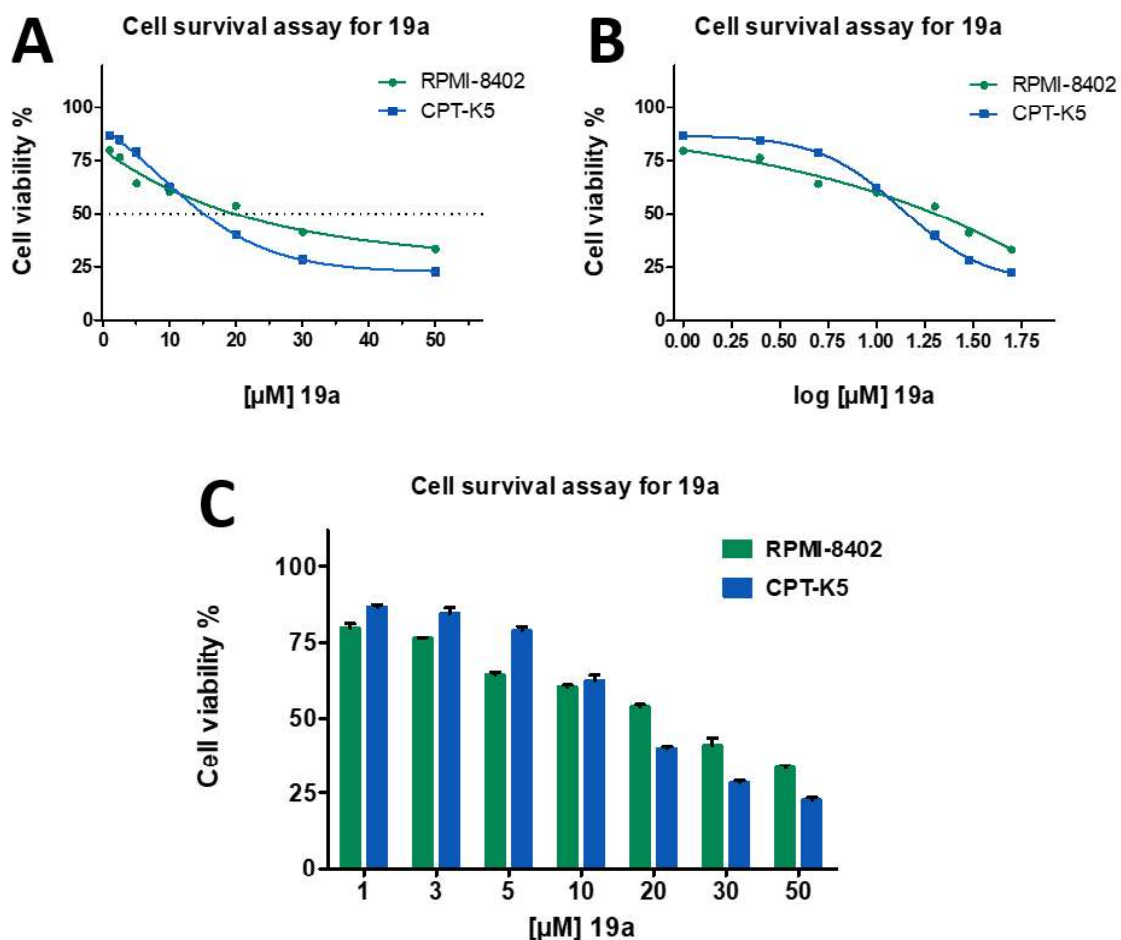 A
Cell survival assay for 19a
RPMI-8402
CPT-K5
Cell viability %
100
75
50
25
0
0 10 20 30 40 50
[µM] 19a
B
Cell survival assay for 19a
RPMI-8402
CPT-K5
Cell viability %
100
75
50
25
0
0.00 0.25 0.50 0.75 1.00 1.25 1.50 1.75
log [µM] 19a
C
Cell survival assay for 19a
RPMI-8402
CPT-K5
Cell viability %
100
75
50
25
0
1 3 5 10 20 30 50
[µM] 19a